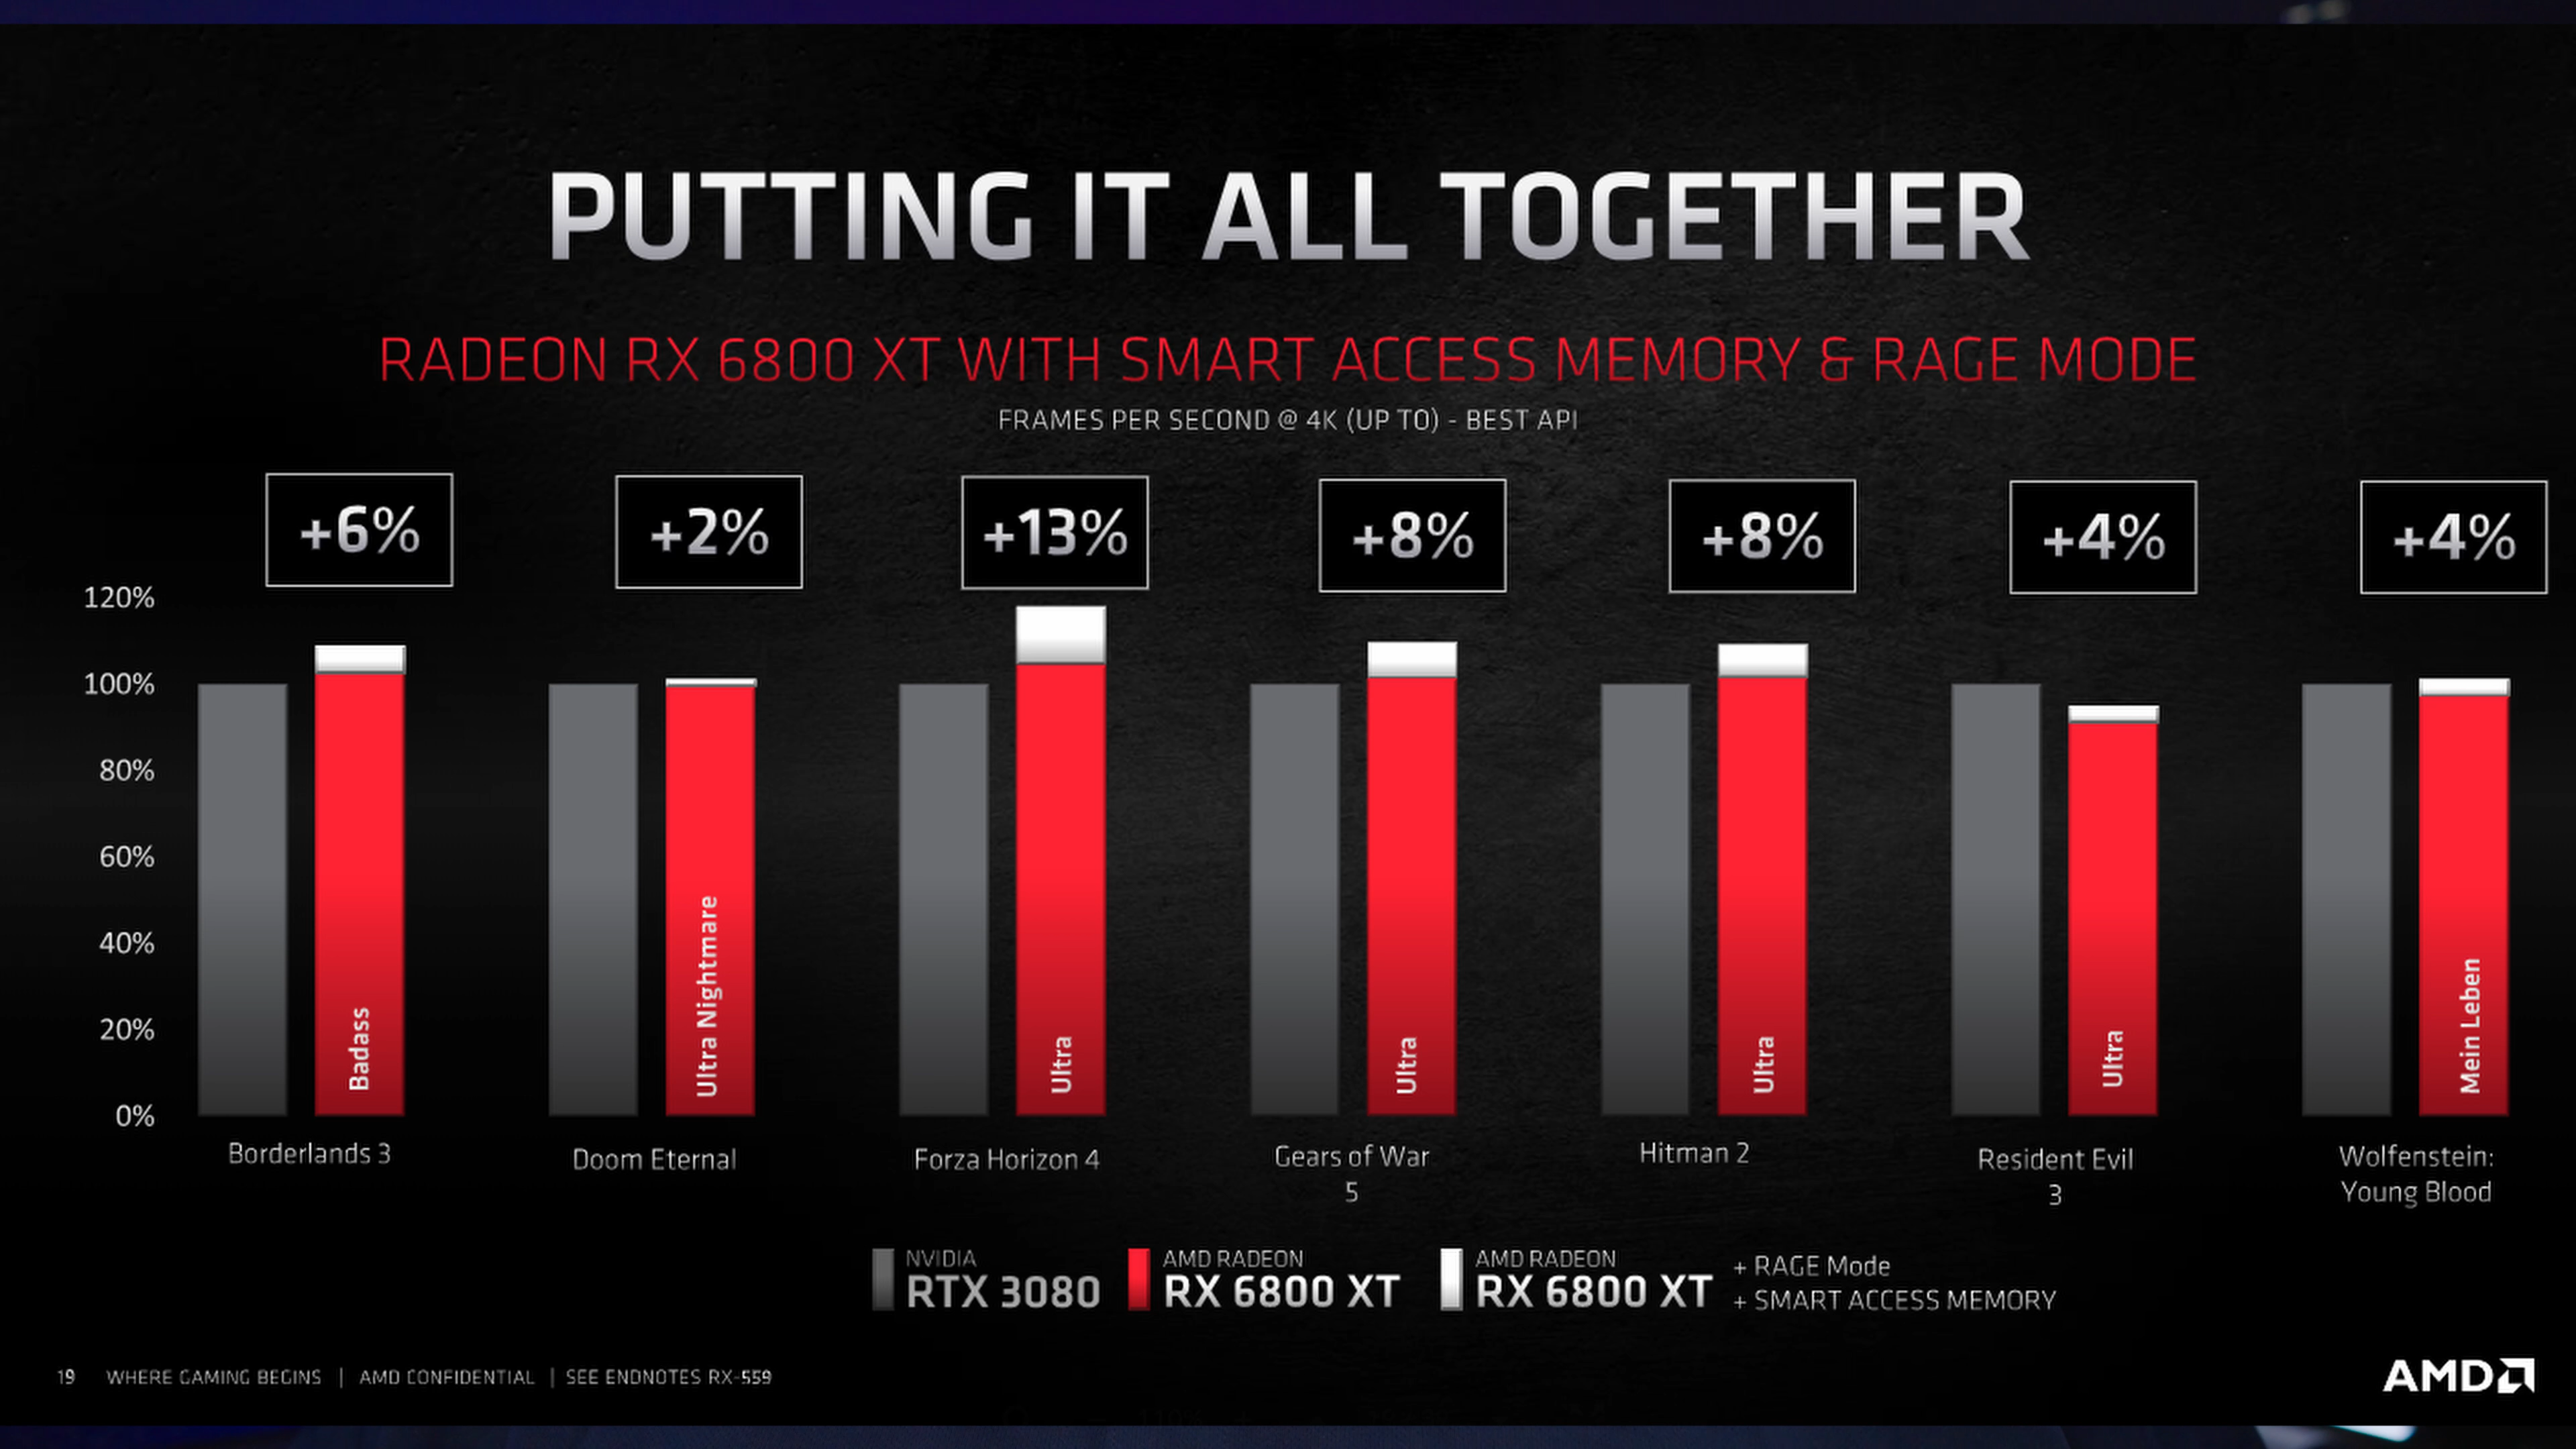 PUTTING IT ALL TOGETHER
RADEON RX 6800 XT WITH SMART ACCESS MEMORY & RAGE MODE
FRAMES PER SECOND @ 4K (UP TO) - BEST API
+6%
+2%
+13%
+8%
+8%
+4%
+4%
120%
100%
80%
60%
40%
20%
0%
Badass
Ultra Nightmare
Ultra
Ultra
Ultra
Ultra
Mein Leben
Borderlands 3
Doom Eternal
Forza Horizon 4
Gears of War
5
Hitman 2
Resident Evil
3
Wolfenstein:
Young Blood
NVIDIA
RTX 3080
AMD RADEON
RX 6800 XT
AMD RADEON
RX 6800 XT
+ RAGE Mode
+ SMART ACCESS MEMORY
19 WHERE GAMING BEGINS | AMD CONFIDENTIAL | SEE ENDNOTES RX-559
AMD